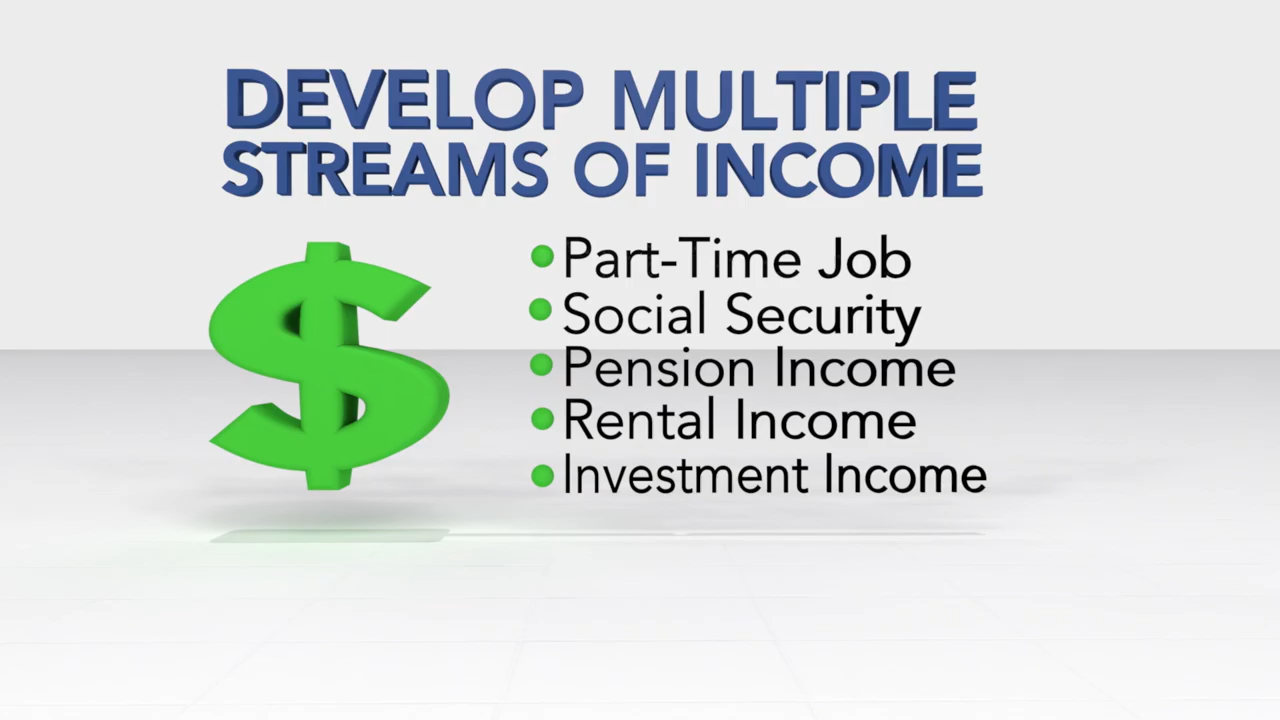 DEVELOP MULTIPLE
STREAMS OF INCOME
$
• Part-Time Job
• Social Security
• Pension Income
• Rental Income
• Investment Income